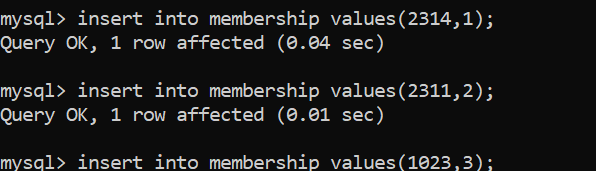 mysql> insert into membership values(2314,1);
Query OK, 1 row affected (0.04 sec)
mysql> insert into membership values(2311,2);
Query OK, 1 row affected (0.01 sec)
mysql> insert into membership values(1023,3);